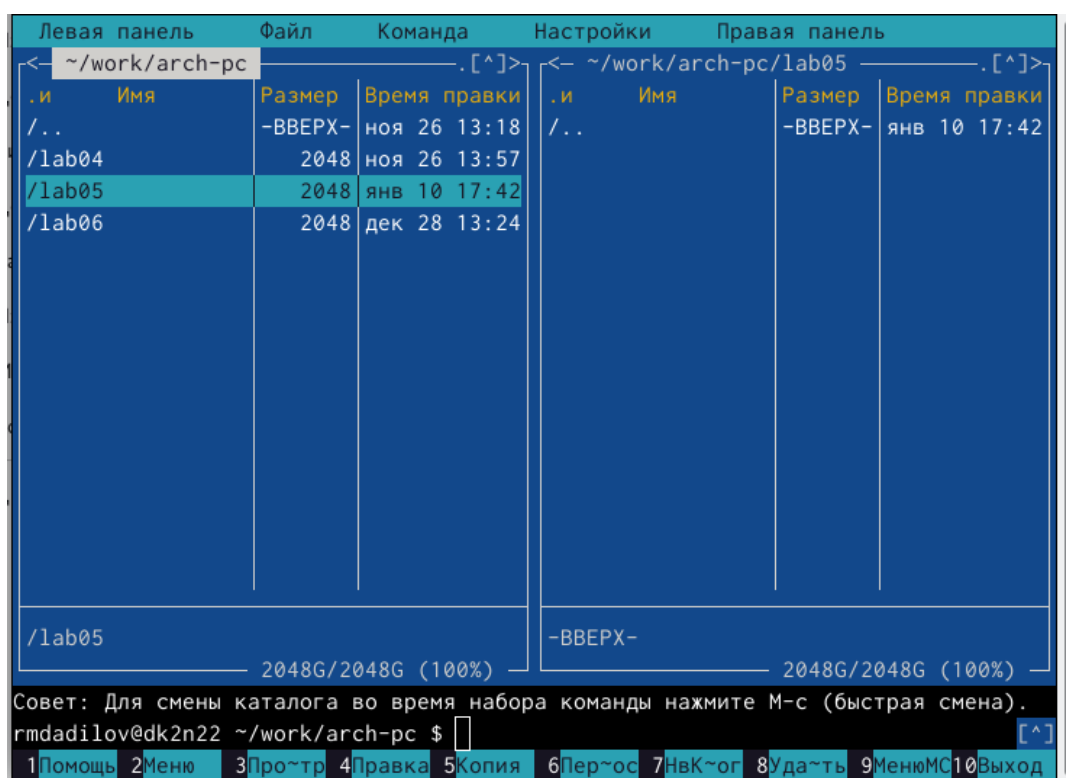 Левая панель Файл Команда Настройки Правая панель
<─ ~/work/arch-pc ─.[^]>┐ ┌<─ ~/work/arch-pc/lab05 ─.[^]>
.и Имя Размер Время правки .и Имя Размер Время правки
/.. -ВВЕРХ- ноя 26 13:18 /.. -ВВЕРХ- янв 10 17:42
/lab04 2048 ноя 26 13:57
/lab05 2048 янв 10 17:42
/lab06 2048 дек 28 13:24
/lab05 -ВВЕРХ-
2048G/2048G (100%) 2048G/2048G (100%)
Совет: Для смены каталога во время набора команды нажмите M-c (быстрая смена).
rmdadilov@dk2n22 ~/work/arch-pc $ [^]
1Помощь 2Меню 3Про~тр 4Правка 5Копия 6Пер~ос 7НвК~ог 8Уда~ть 9МенюMC 10Выход